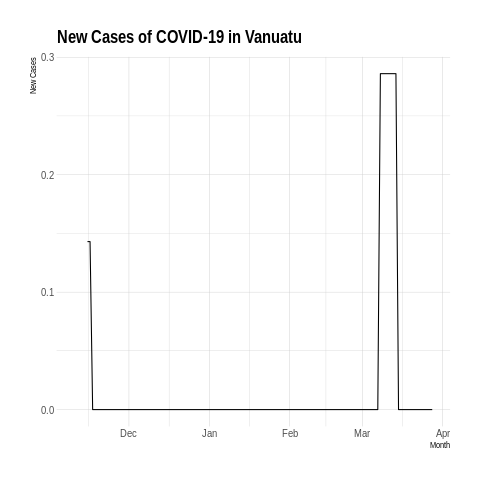 New Cases of COVID-19 in Vanuatu
New Cases
0.3
0.2
0.1
0.0
Dec Jan Feb Mar Apr
Month